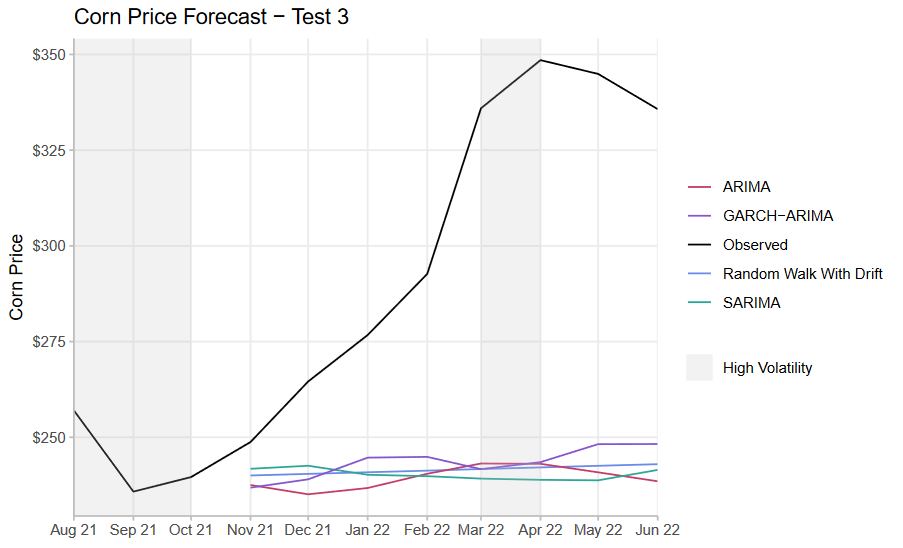 Corn Price Forecast − Test 3
Corn Price
$350
$325
$300
$275
$250
Aug 21 Sep 21 Oct 21 Nov 21 Dec 21 Jan 22 Feb 22 Mar 22 Apr 22 May 22 Jun 22
ARIMA
GARCH−ARIMA
Observed
Random Walk With Drift
SARIMA
High Volatility